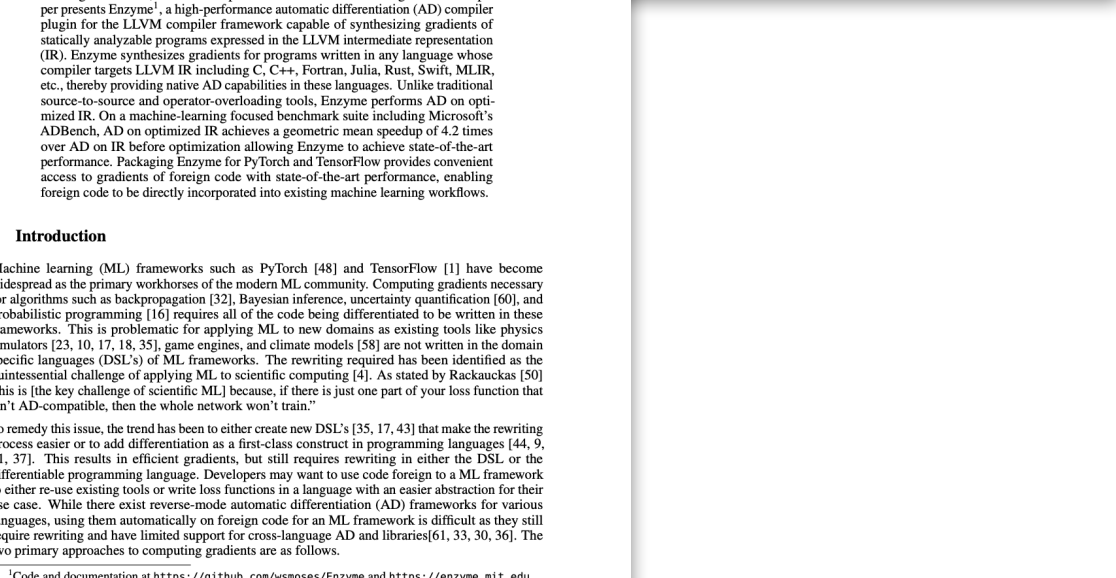 per presents Enzyme¹, a high-performance automatic differentiation (AD) compiler
plugin for the LLVM compiler framework capable of synthesizing gradients of
statically analyzable programs expressed in the LLVM intermediate representation
(IR). Enzyme synthesizes gradients for programs written in any language whose
compiler targets LLVM IR including C, C++, Fortran, Julia, Rust, Swift, MLIR,
etc., thereby providing native AD capabilities in these languages. Unlike traditional
source-to-source and operator-overloading tools, Enzyme performs AD on opti-
mized IR. On a machine-learning focused benchmark suite including Microsoft's
ADBench, AD on optimized IR achieves a geometric mean speedup of 4.2 times
over AD on IR before optimization allowing Enzyme to achieve state-of-the-art
performance. Packaging Enzyme for PyTorch and TensorFlow provides convenient
access to gradients of foreign code with state-of-the-art performance, enabling
foreign code to be directly incorporated into existing machine learning workflows.
Introduction
achine learning (ML) frameworks such as PyTorch [48] and TensorFlow [1] have become
idespread as the primary workhorses of the modern ML community. Computing gradients necessary
r algorithms such as backpropagation [32], Bayesian inference, uncertainty quantification [60], and
robabilistic programming [16] requires all of the code being differentiated to be written in these
ameworks. This is problematic for applying ML to new domains as existing tools like physics
mulators [23, 10, 17, 18, 35], game engines, and climate models [58] are not written in the domain
pecific languages (DSL's) of ML frameworks. The rewriting required has been identified as the
uintessential challenge of applying ML to scientific computing [4]. As stated by Rackauckas [50]
his is [the key challenge of scientific ML] because, if there is just one part of your loss function that
n't AD-compatible, then the whole network won't train.”
o remedy this issue, the trend has been to either create new DSL's [35, 17, 43] that make the rewriting
rocess easier or to add differentiation as a first-class construct in programming languages [44, 9,
1, 37]. This results in efficient gradients, but still requires rewriting in either the DSL or the
ifferentiable programming language. Developers may want to use code foreign to a ML framework
either re-use existing tools or write loss functions in a language with an easier abstraction for their
se case. While there exist reverse-mode automatic differentiation (AD) frameworks for various
nguages, using them automatically on foreign code for an ML framework is difficult as they still
quire rewriting and have limited support for cross-language AD and libraries[61, 33, 30, 36]. The
wo primary approaches to computing gradients are as follows.
¹Code and documentation at https://github.com/wsmoses/Enzyme and https://enzyme.mit.edu